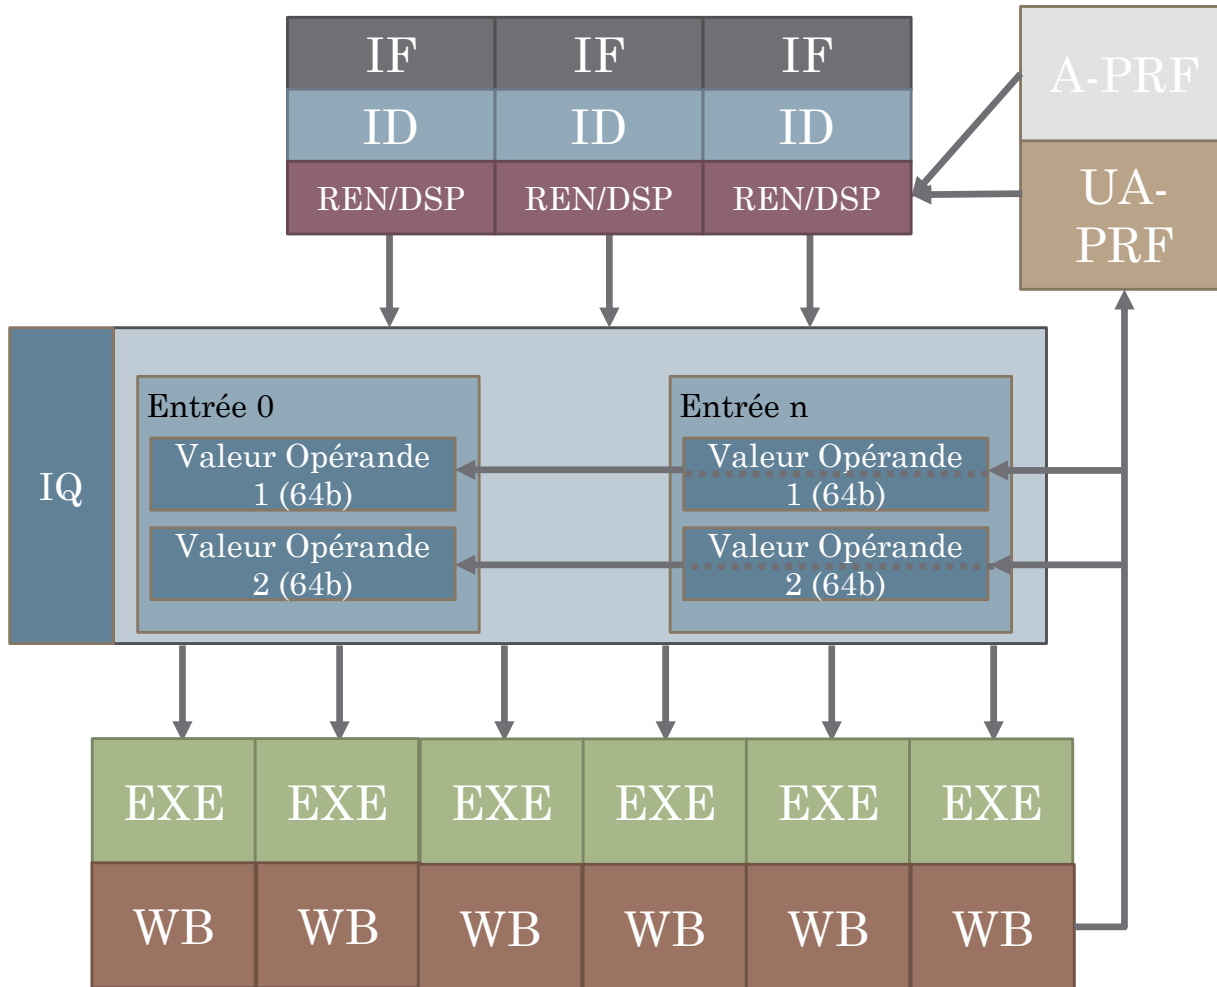 IF IF IF
A-PRF
ID ID ID
REN/DSP REN/DSP REN/DSP
UA-
PRF
IQ
Entrée 0
Valeur Opérande
1 (64b)
Valeur Opérande
2 (64b)
Entrée n
Valeur Opérande
1 (64b)
Valeur Opérande
2 (64b)
EXE EXE EXE EXE EXE EXE
WB WB WB WB WB WB